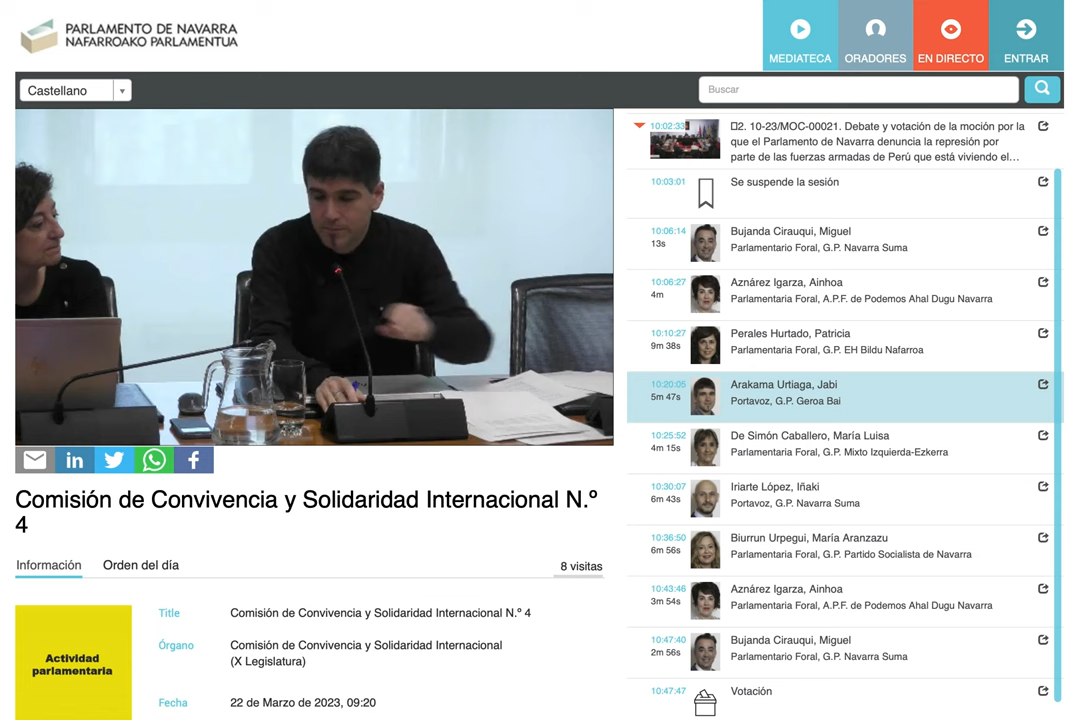 PARLAMENTO DE NAVARRA
NAFARROAKO PARLAMENTUA
MEDIATECA
ORADORES
EN DIRECTO
ENTRAR
Castellano
Buscar
10:02:33
2. 10-23/MOC-00021. Debate y votación de la moción por la
que el Parlamento de Navarra denuncia la represión por
parte de las fuerzas armadas de Perú que está viviendo el...
10:03:01
Se suspende la sesión
10:06:14
13s
Bujanda Cirauqui, Miguel
Parlamentario Foral, G.P. Navarra Suma
10:06:27
4m
Aznárez Igarza, Ainhoa
Parlamentaria Foral, A.P.F. de Podemos Ahal Dugu Navarra
10:10:27
9m 38s
Perales Hurtado, Patricia
Parlamentaria Foral, G.P. EH Bildu Nafarroa
10:20:05
5m 47s
Arakama Urtiaga, Jabi
Portavoz, G.P. Geroa Bai
10:25:52
4m 15s
De Simón Caballero, María Luisa
Parlamentaria Foral, G.P. Mixto Izquierda-Ezkerra
10:30:07
6m 43s
Iriarte López, Iñaki
Portavoz, G.P. Navarra Suma
10:36:50
6m 56s
Biurrun Urpegui, María Aranzazu
Parlamentaria Foral, G.P. Partido Socialista de Navarra
10:43:46
3m 54s
Aznárez Igarza, Ainhoa
Parlamentaria Foral, A.P.F. de Podemos Ahal Dugu Navarra
10:47:40
2m 56s
Bujanda Cirauqui, Miguel
Parlamentario Foral, G.P. Navarra Suma
10:47:47
Votación
in
f
Comisión de Convivencia y Solidaridad Internacional N.º
4
Información
Orden del día
8 visitas
Actividad
parlamentaria
Title
Comisión de Convivencia y Solidaridad Internacional N.º 4
Órgano
Comisión de Convivencia y Solidaridad Internacional
(X Legislatura)
Fecha
22 de Marzo de 2023, 09:20